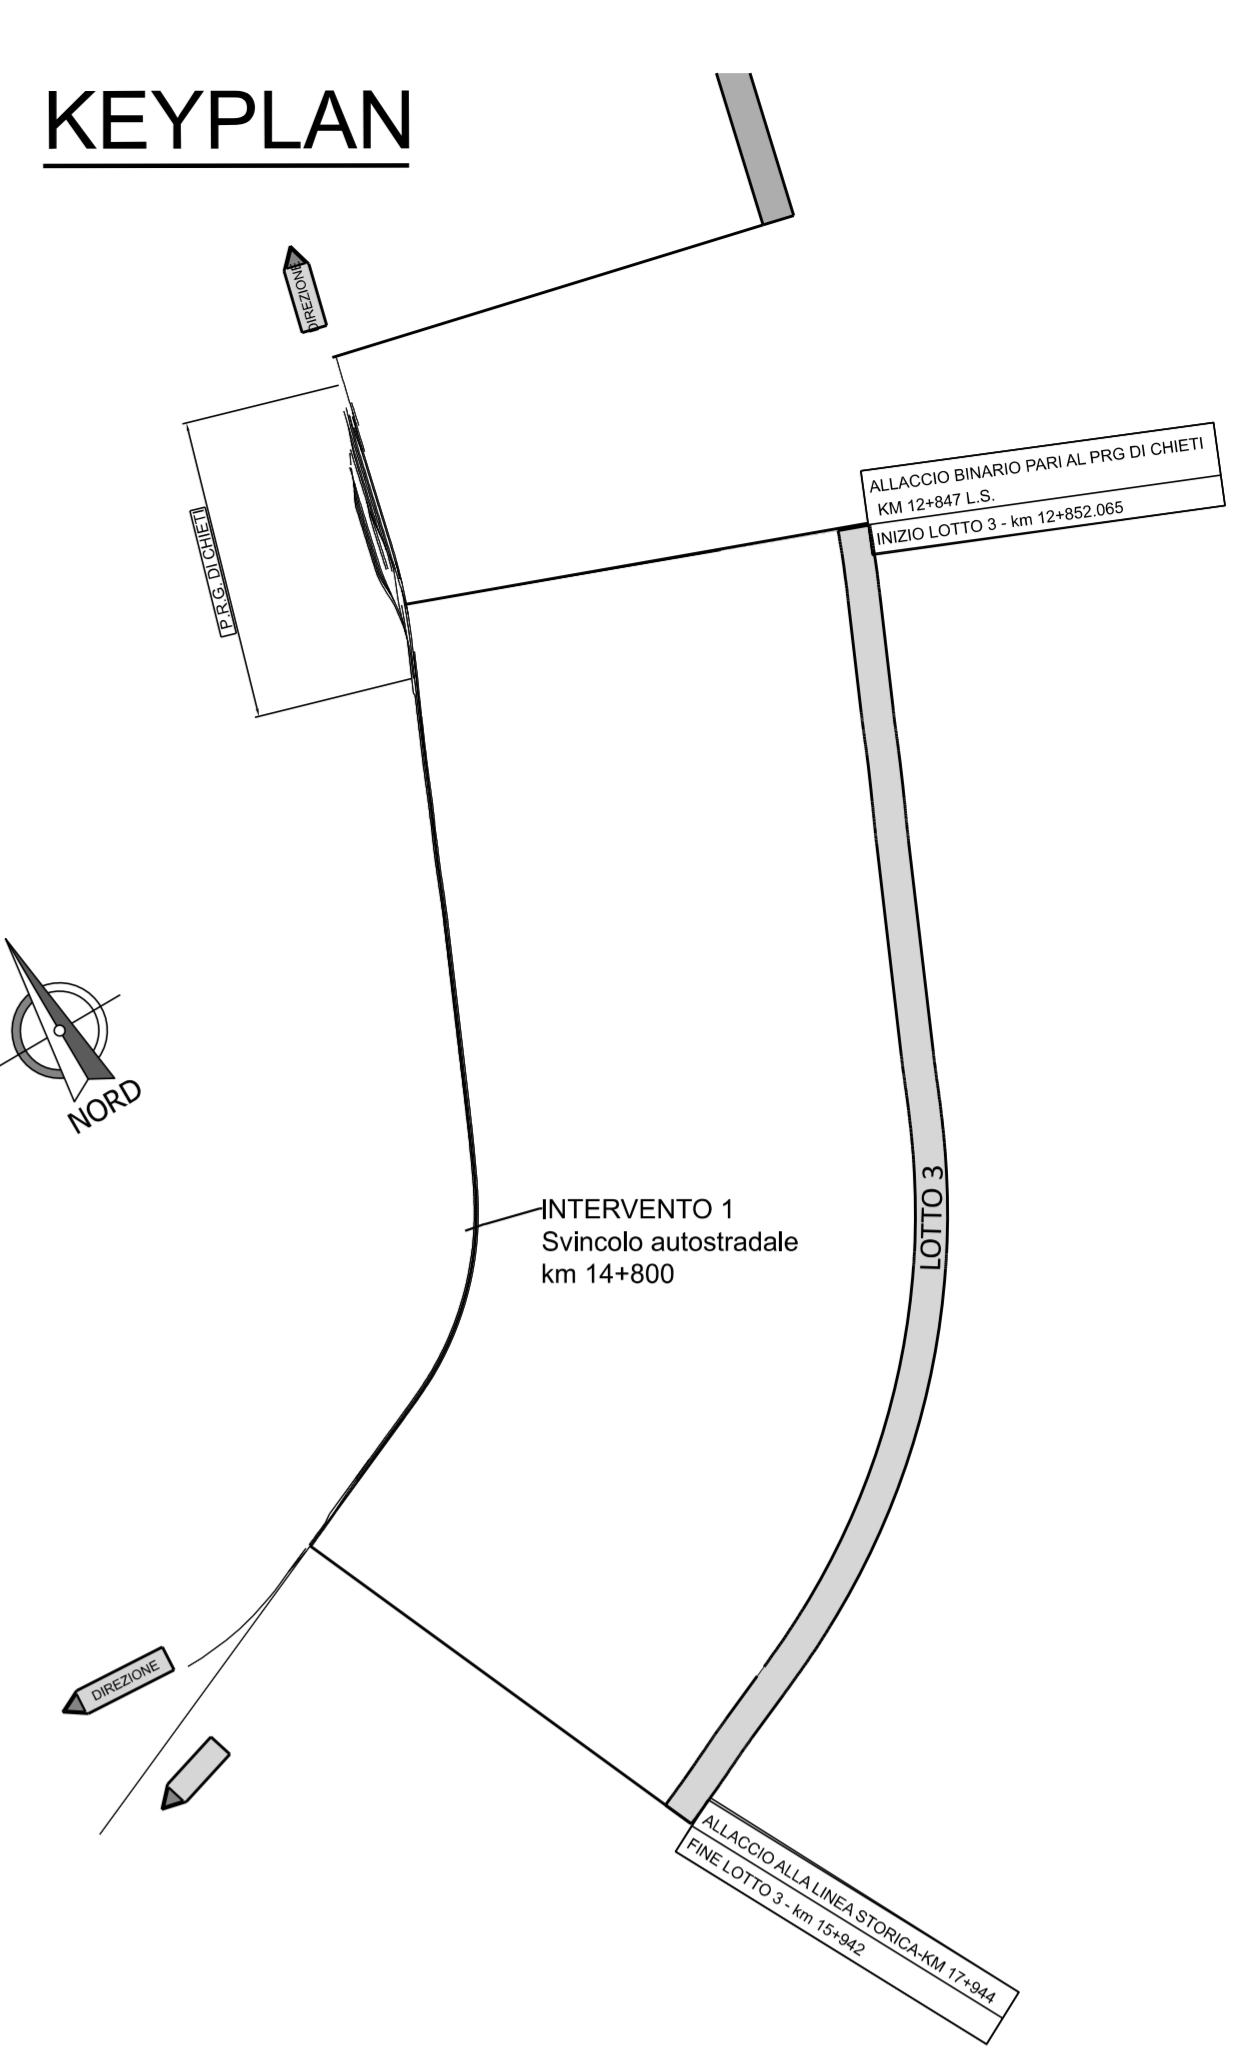 KEYPLAN
DIREZIONE
P.R.G. DI CHIETI
ALLACCIO BINARIO PARI AL PRG DI CHIETI
KM 12+847 L.S.
INIZIO LOTTO 3 - km 12+852.065
NORD
INTERVENTO 1
Svincolo autostradale
km 14+800
LOTTO 3
DIREZIONE
ALLACCIO ALLA LINEA STORICA-KM 17+944
FINE LOTTO 3 - km 15+942